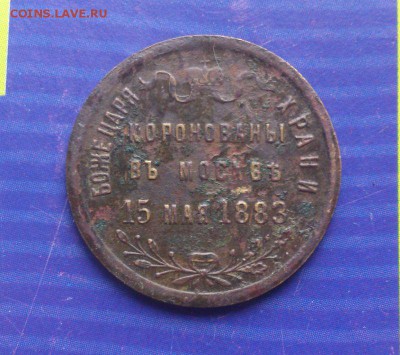 COINS.LAVE.RU
БОЖЕ ЦАРЯ ХРАНИ
КОРОНОВАНЫ
ВЪ МОСКВѢ
15 МАЯ 1883